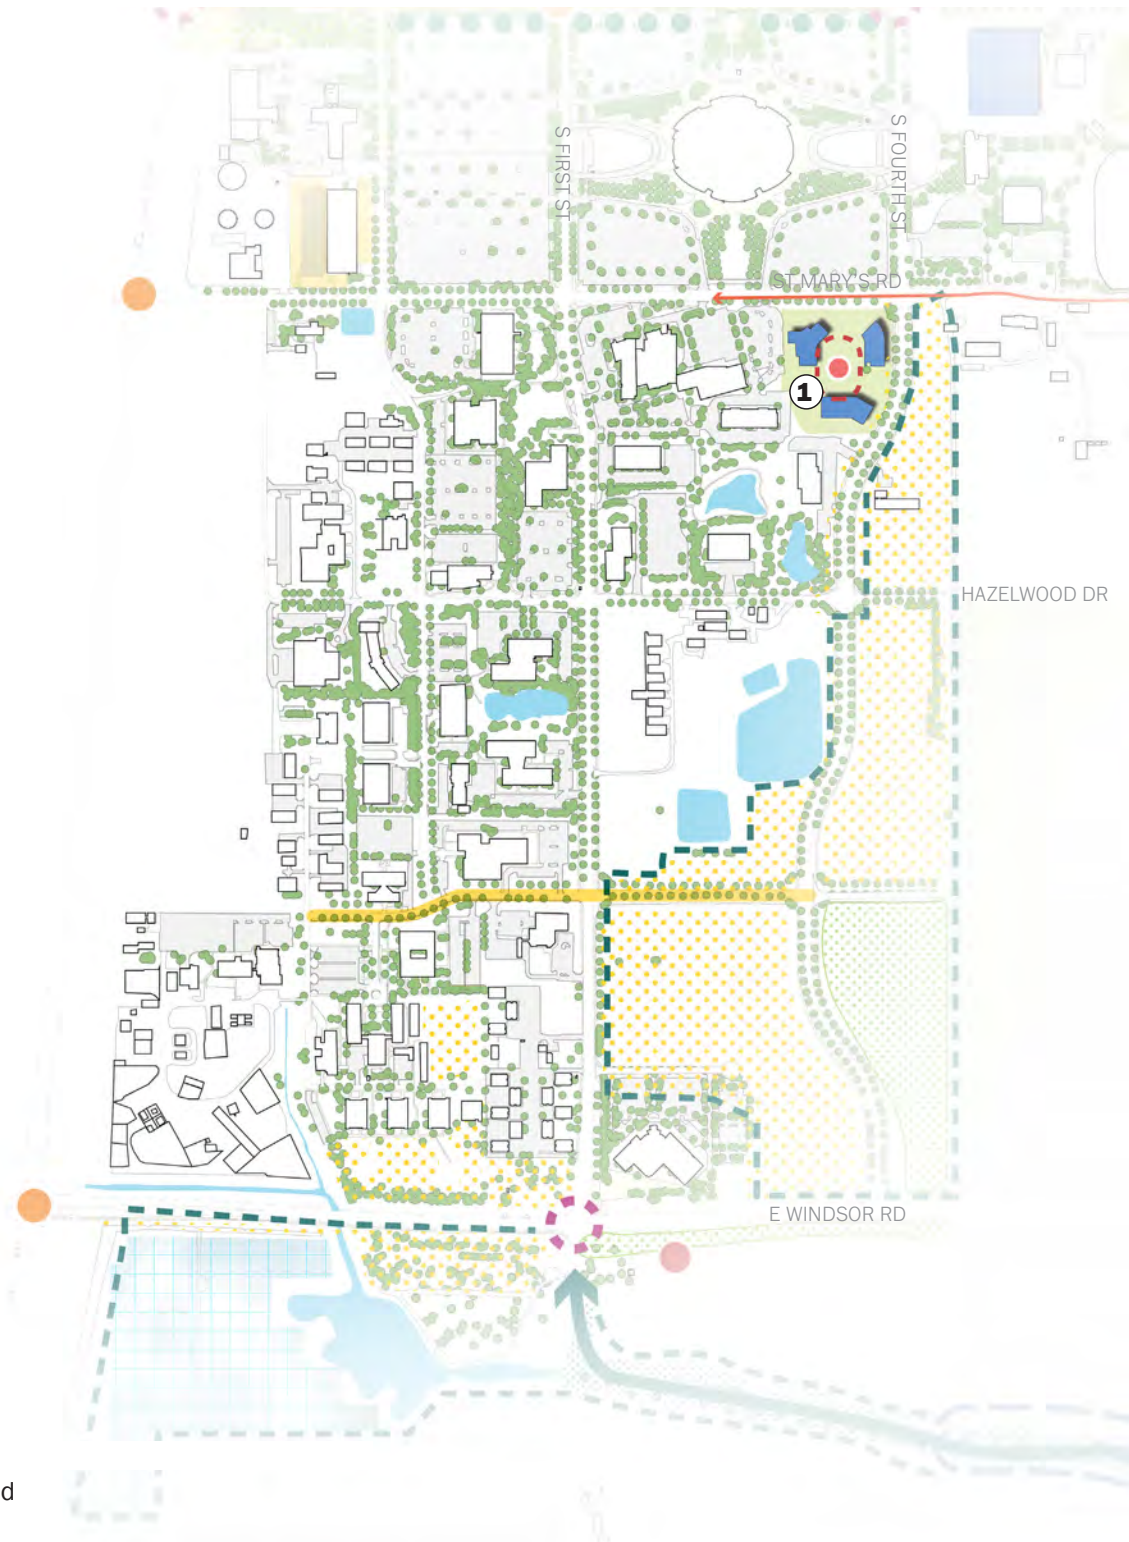 S FIRST ST
S FOURTH ST
ST MARY'S RD
1
HAZELWOOD DR
E WINDSOR RD
d